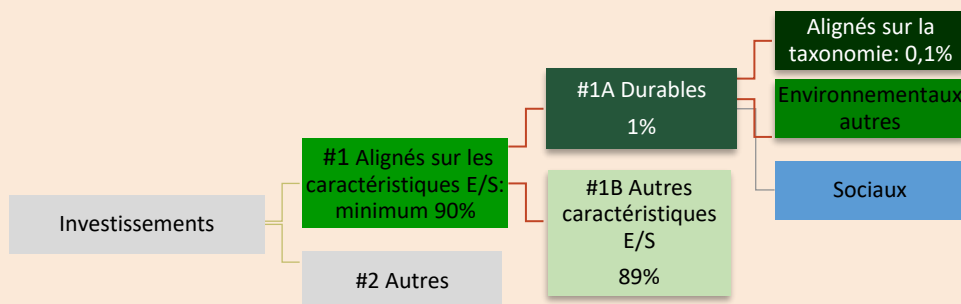 Investissements
#1 Alignés sur les
caractéristiques E/S:
minimum 90%
#2 Autres
#1A Durables
1%
#1B Autres
caractéristiques
E/S
89%
Alignés sur la
taxonomie: 0,1%
Environnementaux
autres
Sociaux